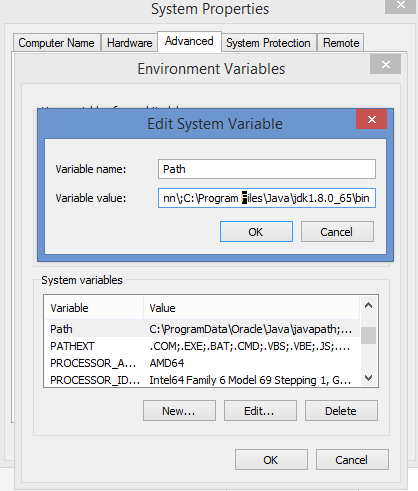 System Properties
Computer Name Hardware Advanced System Protection Remote
Environment Variables
Edit System Variable
Variable name: Path
Variable value: nn\;C:\Program Files\Java\jdk1.8.0_65\bin
OK Cancel
System variables
Variable Value
Path C:\ProgramData\Oracle\Java\javapath;...
PATHEXT .COM;.EXE;.BAT;.CMD;.VBS;.VBE;.JS;....
PROCESSOR_A... AMD64
PROCESSOR_ID... Intel64 Family 6 Model 69 Stepping 1, G...
New... Edit... Delete
OK Cancel